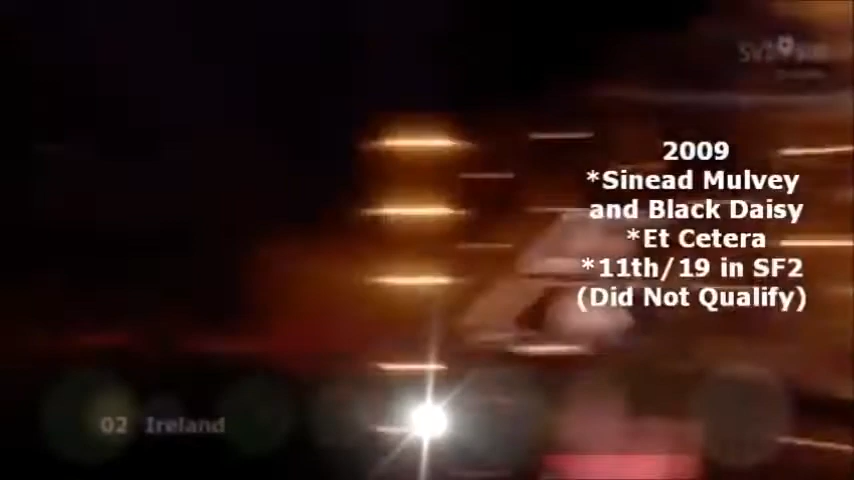 2009
*Sinead Mulvey
and Black Daisy
*Et Cetera
*11th/19 in SF2
(Did Not Qualify)
02 Ireland